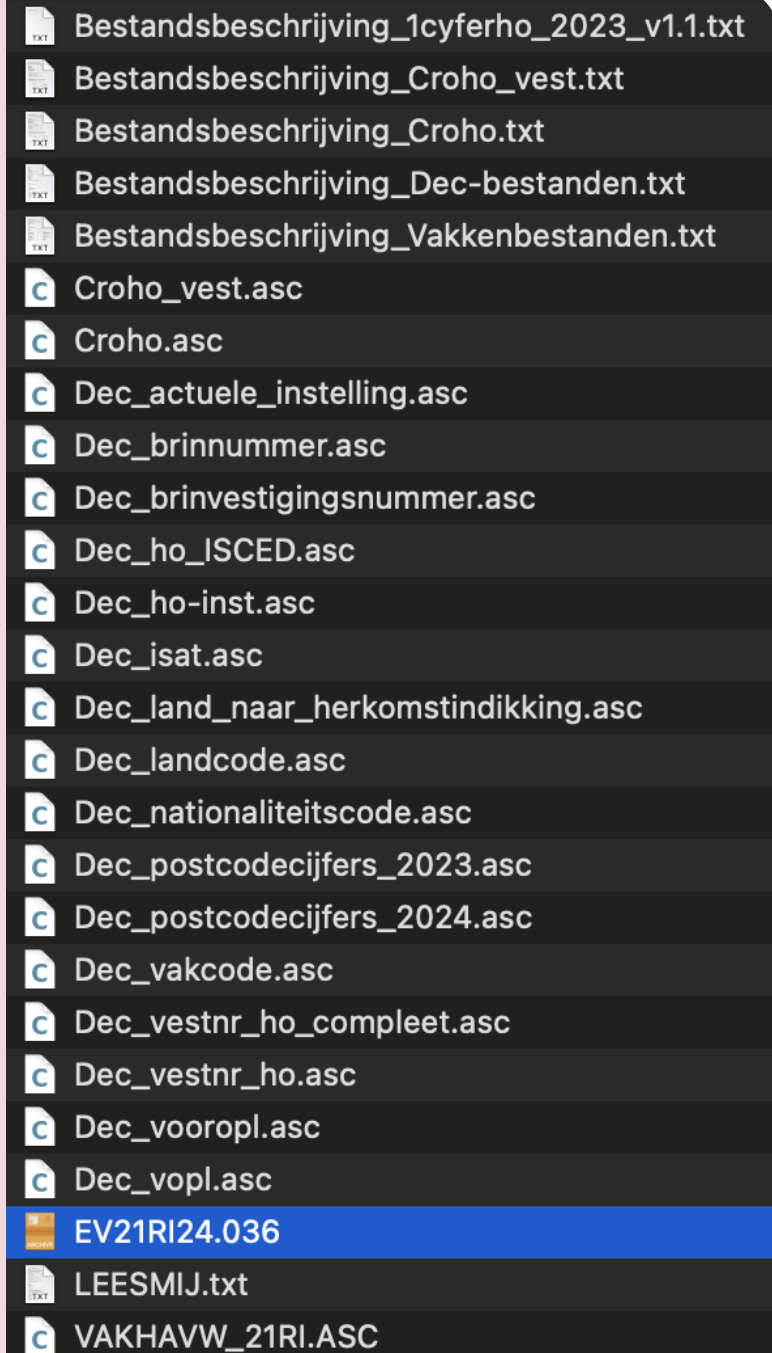 Bestandsbeschrijving_1cyferho_2023_v1.1.txt
Bestandsbeschrijving_Croho_vest.txt
Bestandsbeschrijving_Croho.txt
Bestandsbeschrijving_Dec-bestanden.txt
Bestandsbeschrijving_Vakkenbestanden.txt
Croho_vest.asc
Croho.asc
Dec_actuele_instelling.asc
Dec_brinnummer.asc
Dec_brinvestigingsnummer.asc
Dec_ho_ISCED.asc
Dec_ho-inst.asc
Dec_isat.asc
Dec_land_naar_herkomstindikking.asc
Dec_landcode.asc
Dec_nationaliteitscode.asc
Dec_postcodecijfers_2023.asc
Dec_postcodecijfers_2024.asc
Dec_vakcode.asc
Dec_vestnr_ho_compleet.asc
Dec_vestnr_ho.asc
Dec_vooropl.asc
Dec_vopl.asc
EV21RI24.036
LEESMIJ.txt
VAKHAVW_21RI.ASC